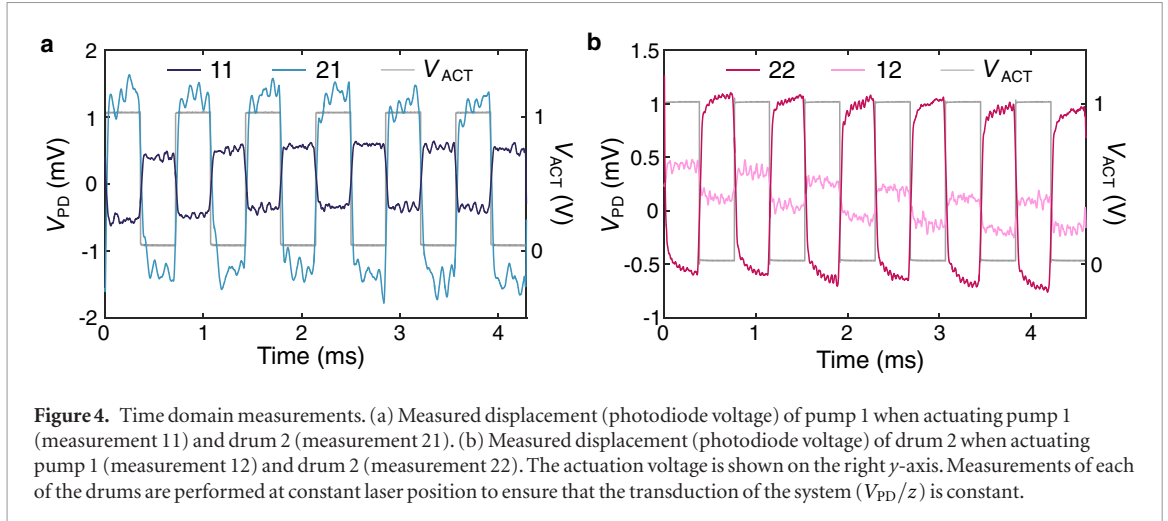 a
2
1
0
-1
-2
V_PD (mV)
11 21 V_ACT
1
0
V_ACT (V)
0 1 2 3 4
Time (ms)
b
1.5
1
0.5
0
-0.5
-1
V_PD (mV)
22 12 V_ACT
1
0
V_ACT (V)
0 1 2 3 4
Time (ms)
Figure 4. Time domain measurements. (a) Measured displacement (photodiode voltage) of pump 1 when actuating pump 1
(measurement 11) and drum 2 (measurement 21). (b) Measured displacement (photodiode voltage) of drum 2 when actuating
pump 1 (measurement 12) and drum 2 (measurement 22). The actuation voltage is shown on the right y-axis. Measurements of each
of the drums are performed at constant laser position to ensure that the transduction of the system (V_PD/z) is constant.